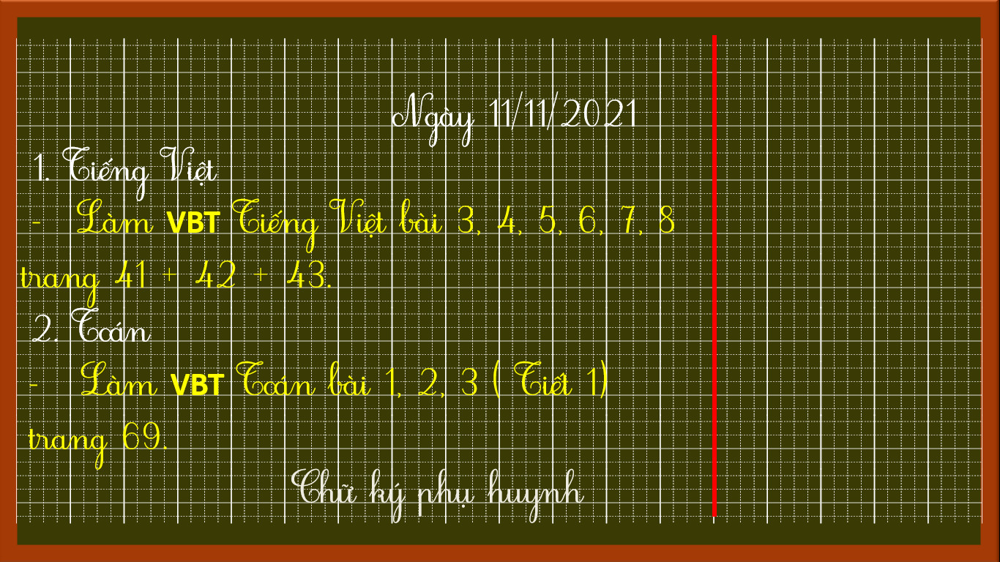 Ngày 11/11/2021
1. Tiếng Việt
- Làm VBT Tiếng Việt bài 3, 4, 5, 6, 7, 8
trang 41 + 42 + 43.
2. Toán
- Làm VBT Toán bài 1, 2, 3 ( Tiết 1)
trang 69.
Chữ ký phụ huynh